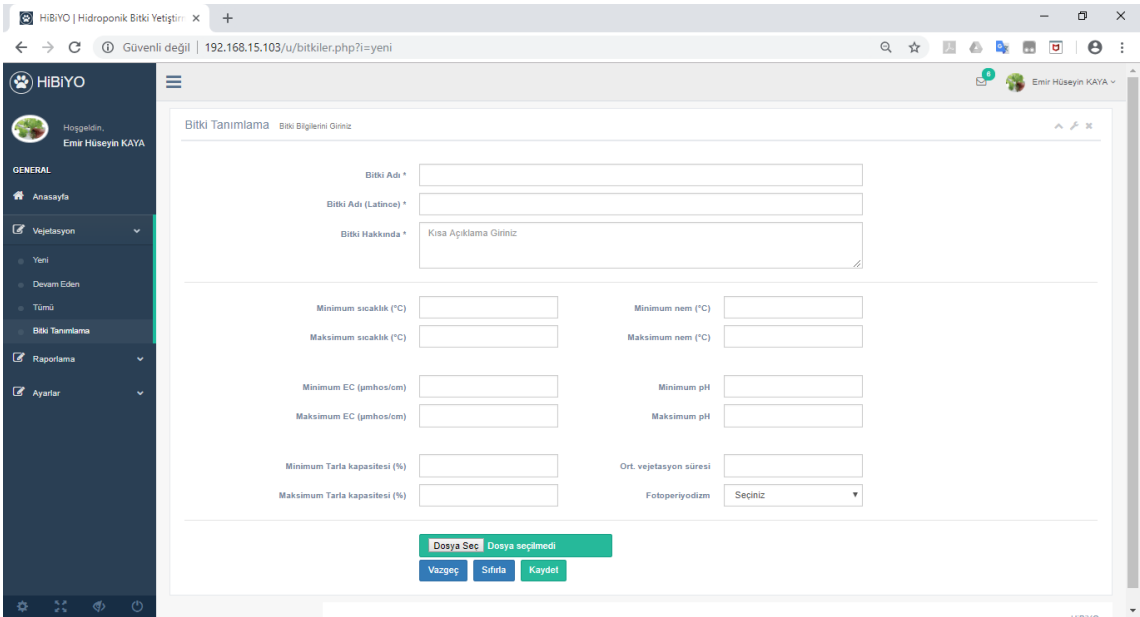 HiBiYO | Hidroponik Bitki Yetiştir
Güvenli değil | 192.168.15.103/u/bitkiler.php?i=yeni
HiBiYO
6
Emir Hüseyin KAYA
Hoşgeldin,
Emir Hüseyin KAYA
GENERAL
Anasayfa
Vejetasyon
Yeni
Devam Eden
Tümü
Bitki Tanımlama
Raporlama
Ayarlar
Bitki Tanımlama Bitki Bilgilerini Giriniz
Bitki Adı *
Bitki Adı (Latince) *
Bitki Hakkında * Kısa Açıklama Giriniz
Minimum sıcaklık (°C) Minimum nem (°C)
Maksimum sıcaklık (°C) Maksimum nem (°C)
Minimum EC (µmhos/cm) Minimum pH
Maksimum EC (µmhos/cm) Maksimum pH
Minimum Tarla kapasitesi (%) Ort. vejetasyon süresi
Maksimum Tarla kapasitesi (%) Fotoperiyodizm Seçiniz
Dosya Seç Dosya seçilmedi
Vazgeç Sıfırla Kaydet